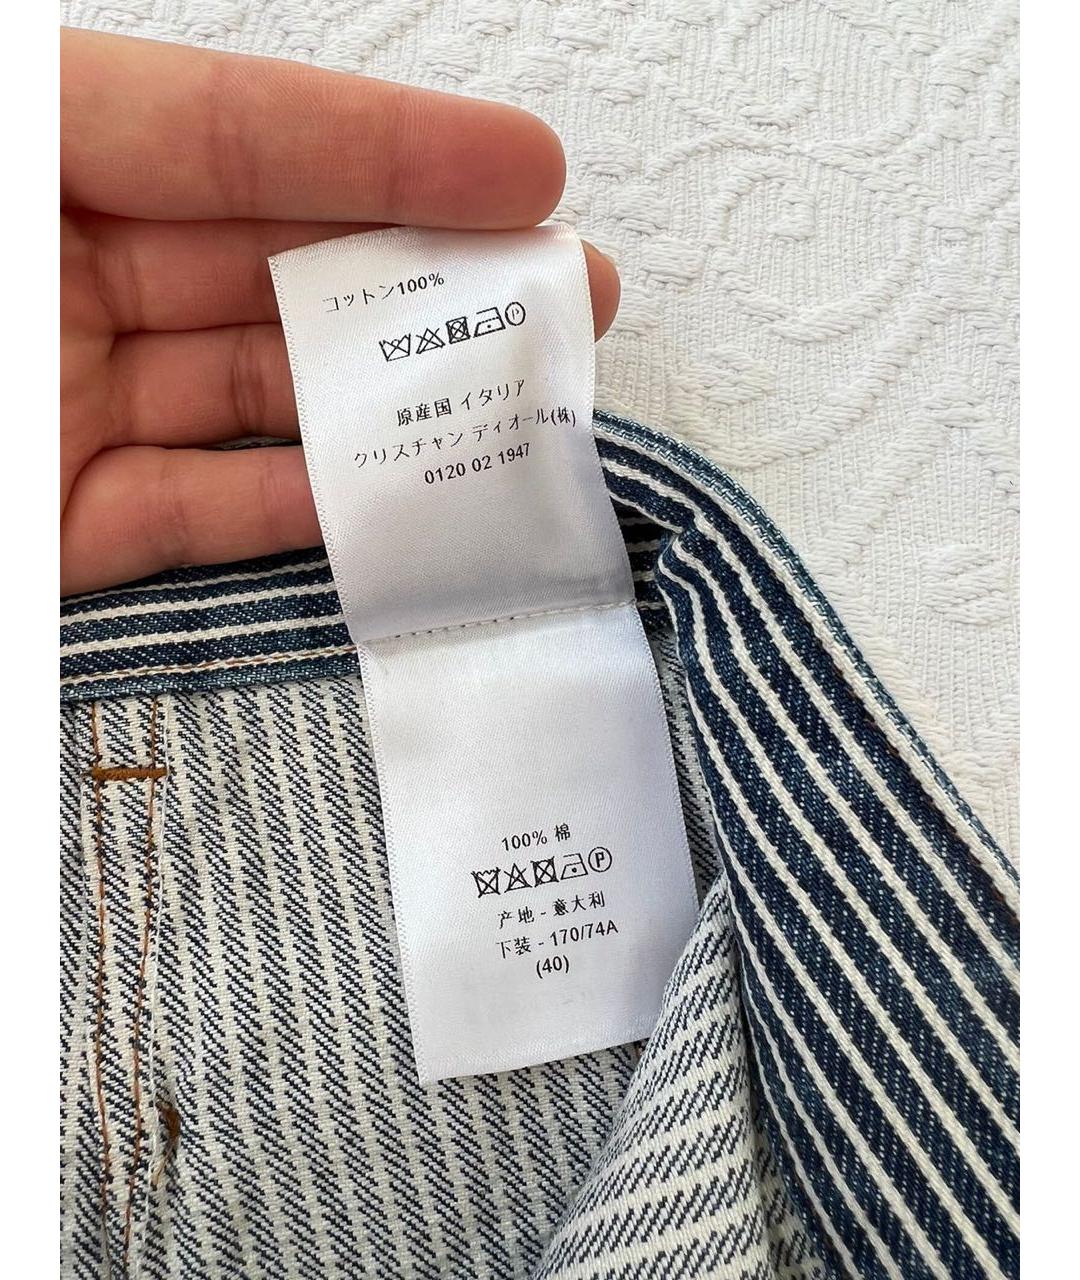 コットン100%
P
原産国 イタリア
クリスチャン ディオール(株)
0120 02 1947
100% 棉
P
产地 - 意大利
下装 - 170/74A
(40)